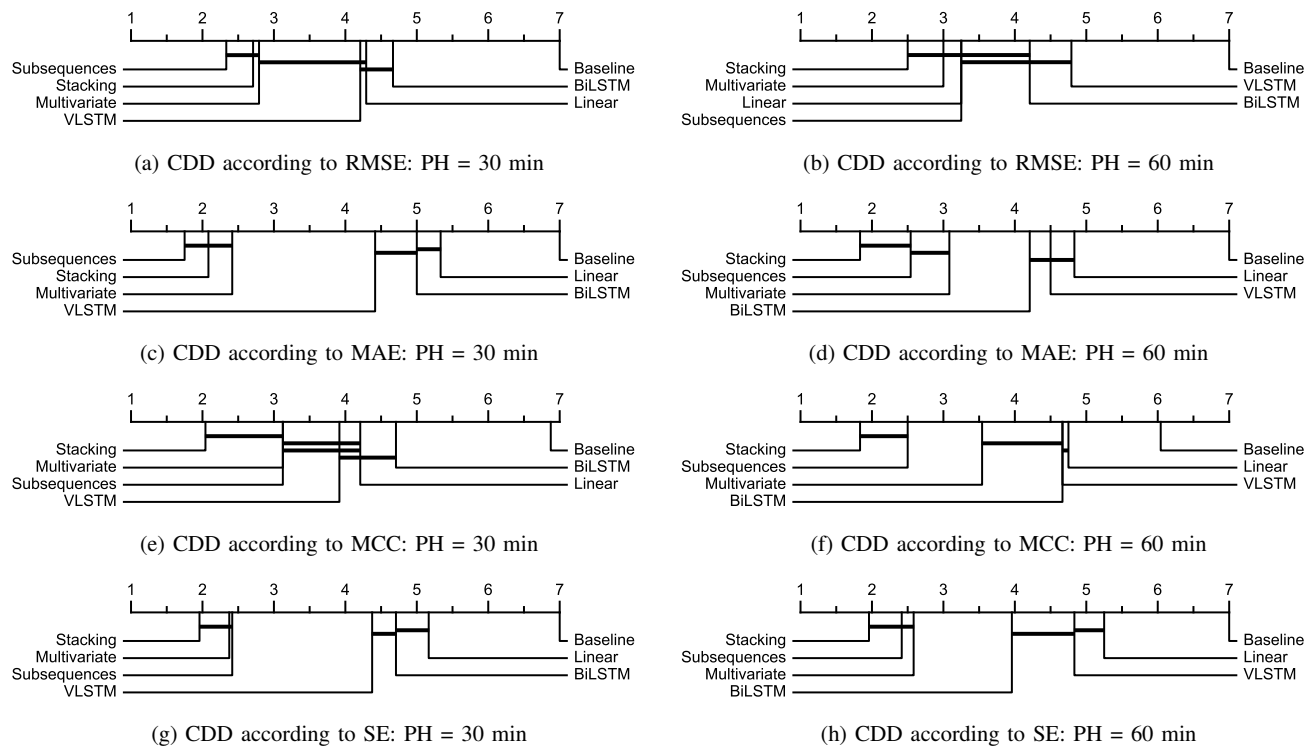 1 2 3 4 5 6 7
Subsequences Baseline
Stacking BiLSTM
Multivariate Linear
VLSTM
(a) CDD according to RMSE: PH = 30 min
1 2 3 4 5 6 7
Stacking Baseline
Multivariate VLSTM
Linear BiLSTM
Subsequences
(b) CDD according to RMSE: PH = 60 min
1 2 3 4 5 6 7
Subsequences Baseline
Stacking Linear
Multivariate BiLSTM
VLSTM
(c) CDD according to MAE: PH = 30 min
1 2 3 4 5 6 7
Stacking Baseline
Subsequences Linear
Multivariate VLSTM
BiLSTM
(d) CDD according to MAE: PH = 60 min
1 2 3 4 5 6 7
Stacking Baseline
Multivariate BiLSTM
Subsequences Linear
VLSTM
(e) CDD according to MCC: PH = 30 min
1 2 3 4 5 6 7
Stacking Baseline
Subsequences Linear
Multivariate VLSTM
BiLSTM
(f) CDD according to MCC: PH = 60 min
1 2 3 4 5 6 7
Stacking Baseline
Multivariate Linear
Subsequences BiLSTM
VLSTM
(g) CDD according to SE: PH = 30 min
1 2 3 4 5 6 7
Stacking Baseline
Subsequences Linear
Multivariate VLSTM
BiLSTM
(h) CDD according to SE: PH = 60 min